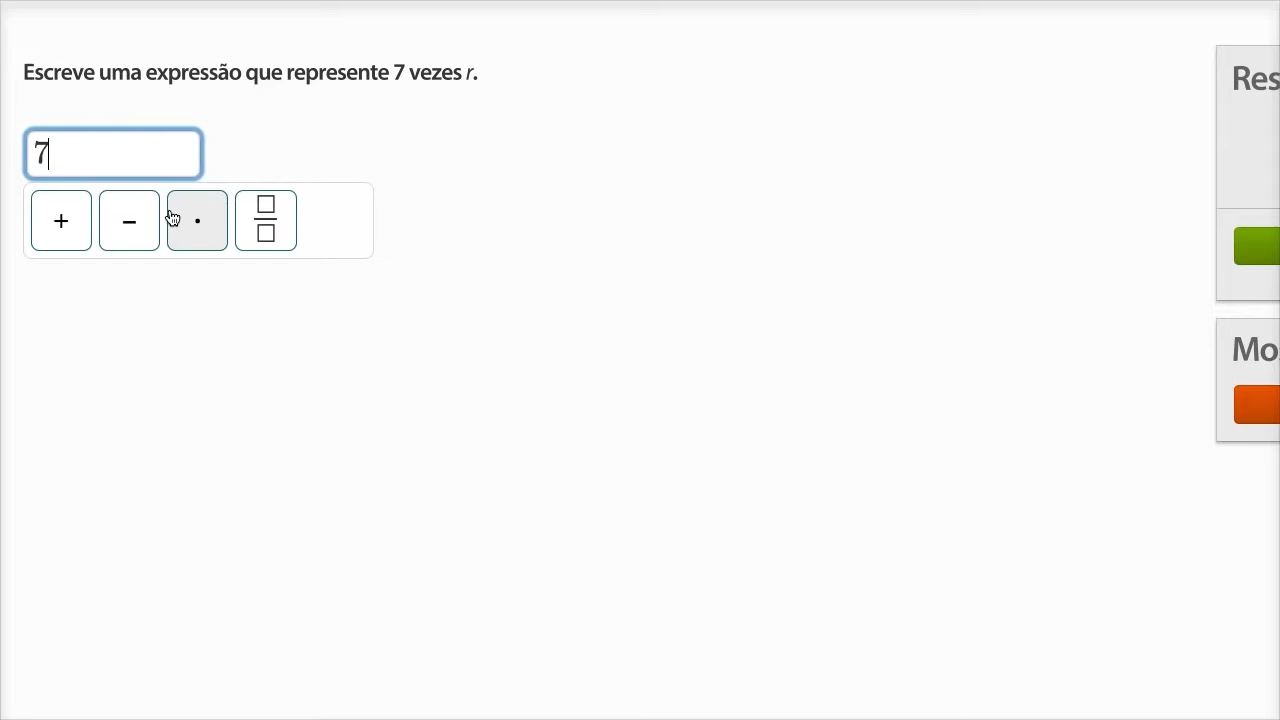 Escreve uma expressão que represente 7 vezes r.
7
+ − ·
Res
Mo